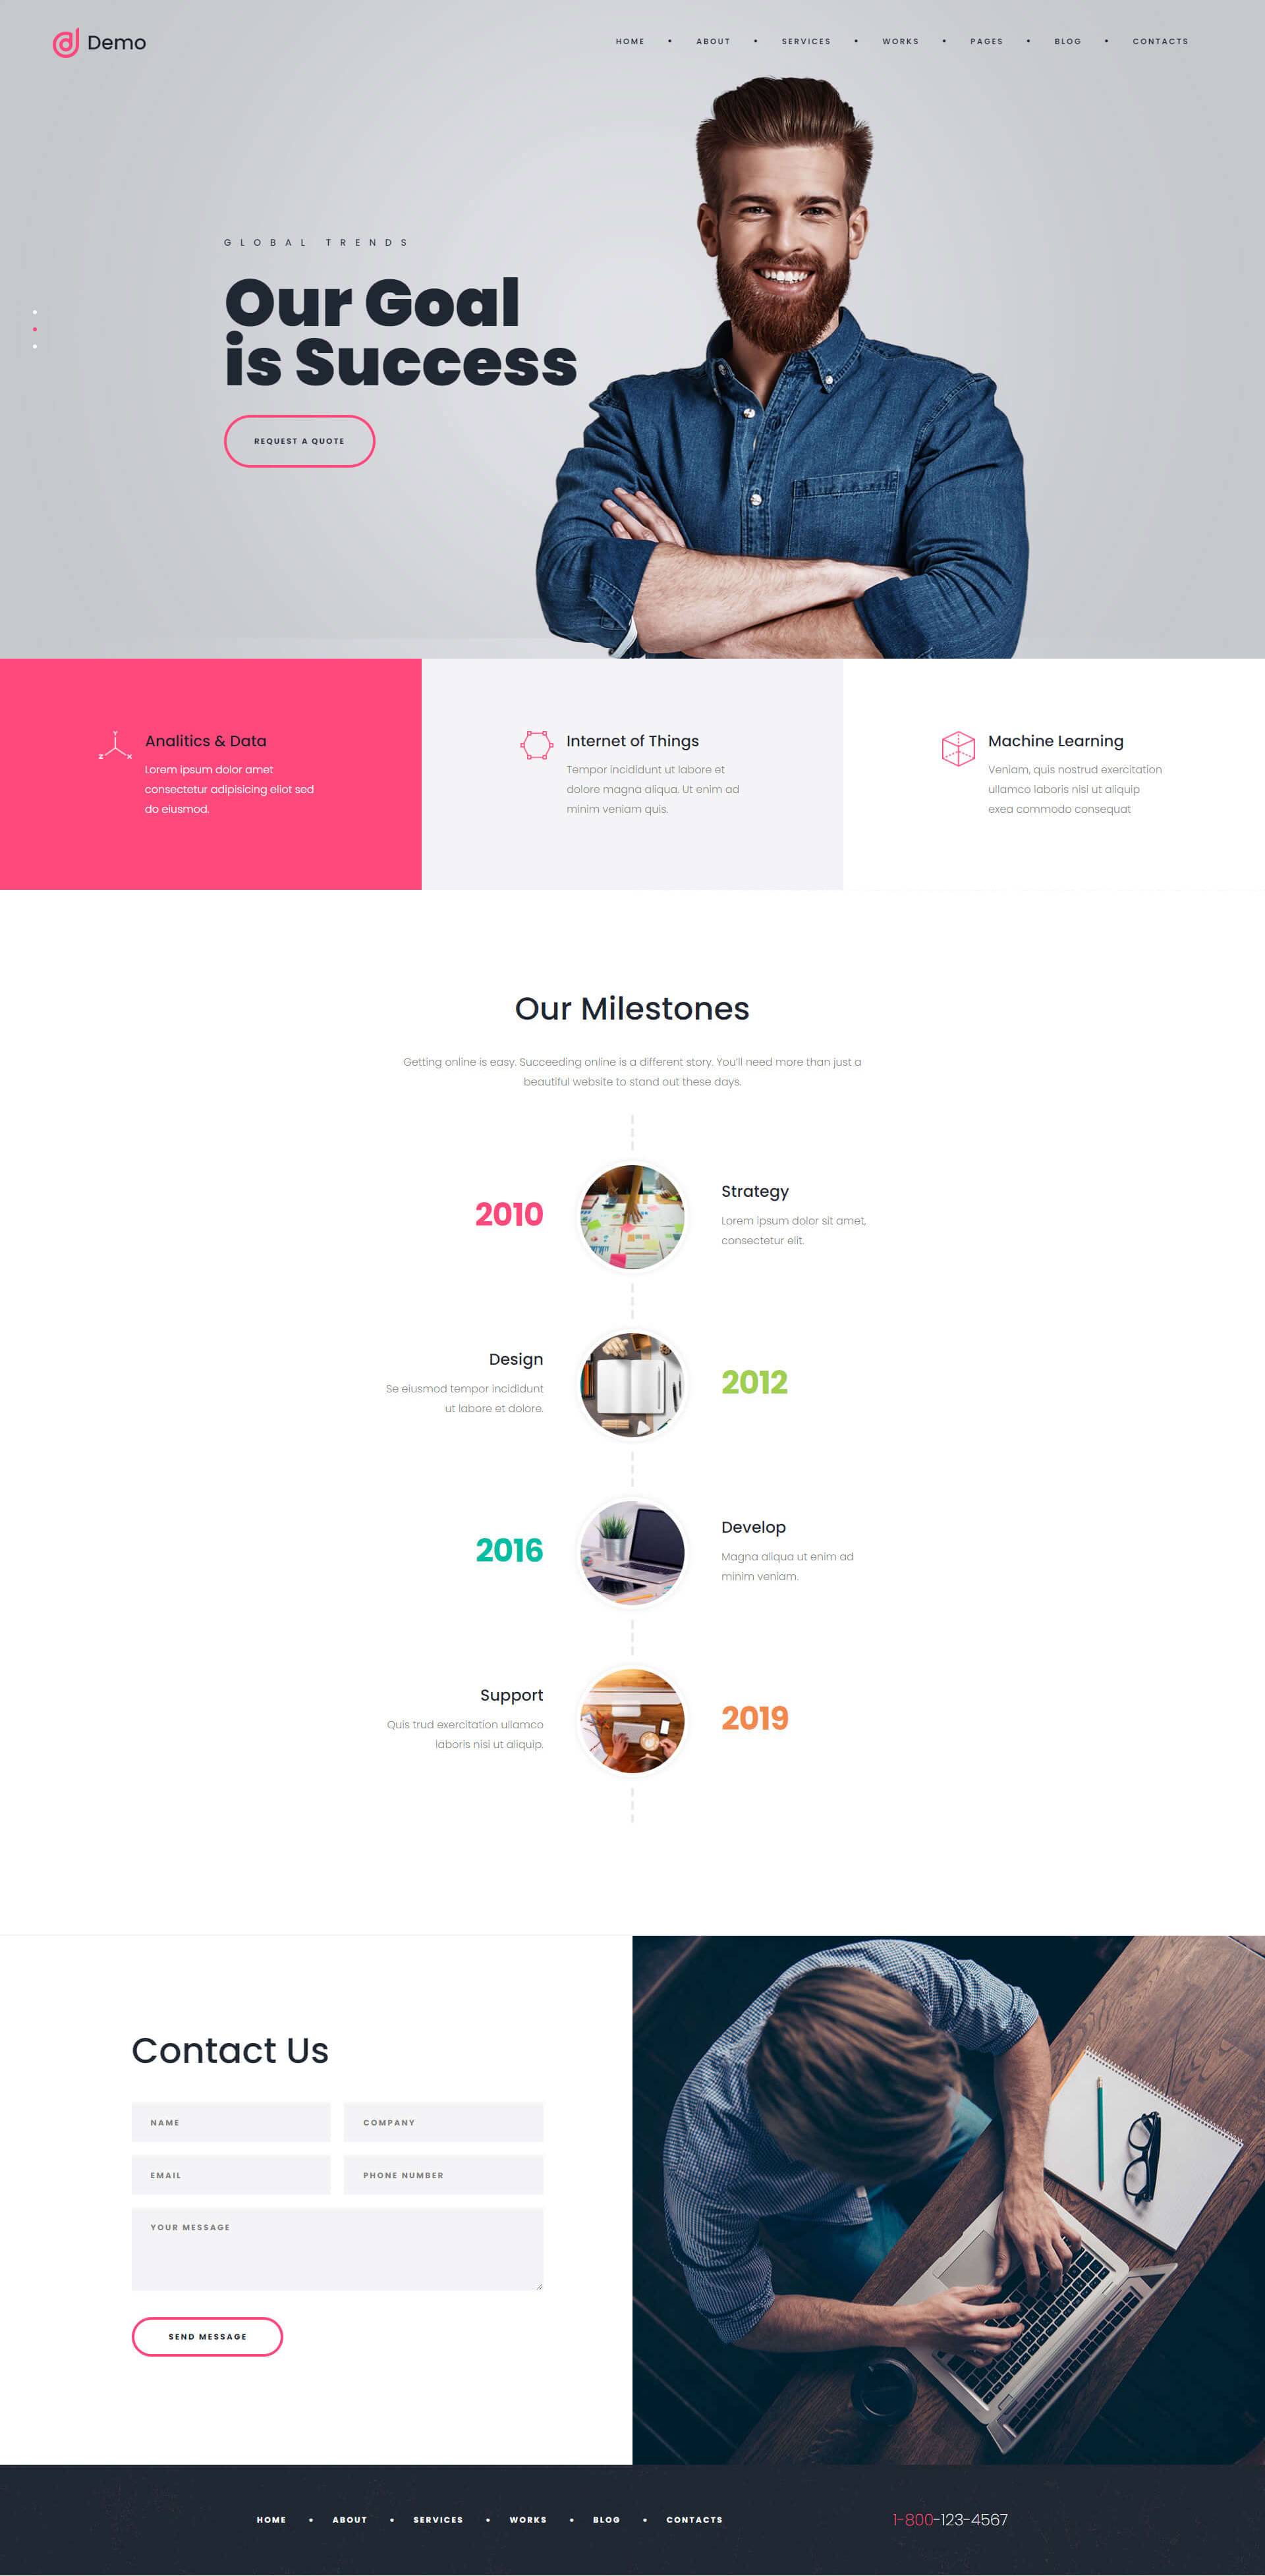 Demo
HOME • ABOUT • SERVICES • WORKS • PAGES • BLOG • CONTACTS
GLOBAL TRENDS
Our Goal
is Success
REQUEST A QUOTE
Y
Z X
Analitics & Data
Lorem ipsum dolor amet
consectetur adipisicing eliot sed
do eiusmod.
Internet of Things
Tempor incididunt ut labore et
dolore magna aliqua. Ut enim ad
minim veniam quis.
Machine Learning
Veniam, quis nostrud exercitation
ullamco laboris nisl ut aliquip
exea commodo consequat
Our Milestones
Getting online is easy. Succeeding online is a different story. You'll need more than just a
beautiful website to stand out these days.
2010
Strategy
Lorem ipsum dolor sit amet,
consectetur elit.
Design
Se eiusmod tempor incididunt
ut labore et dolore.
2012
2016
Develop
Magna aliqua ut enim ad
minim veniam.
Support
Quis trud exercitation ullamco
laboris nisi ut aliquip.
2019
Contact Us
NAME
COMPANY
EMAIL
PHONE NUMBER
YOUR MESSAGE
SEND MESSAGE
HOME • ABOUT • SERVICES • WORKS • BLOG • CONTACTS
1-800-123-4567